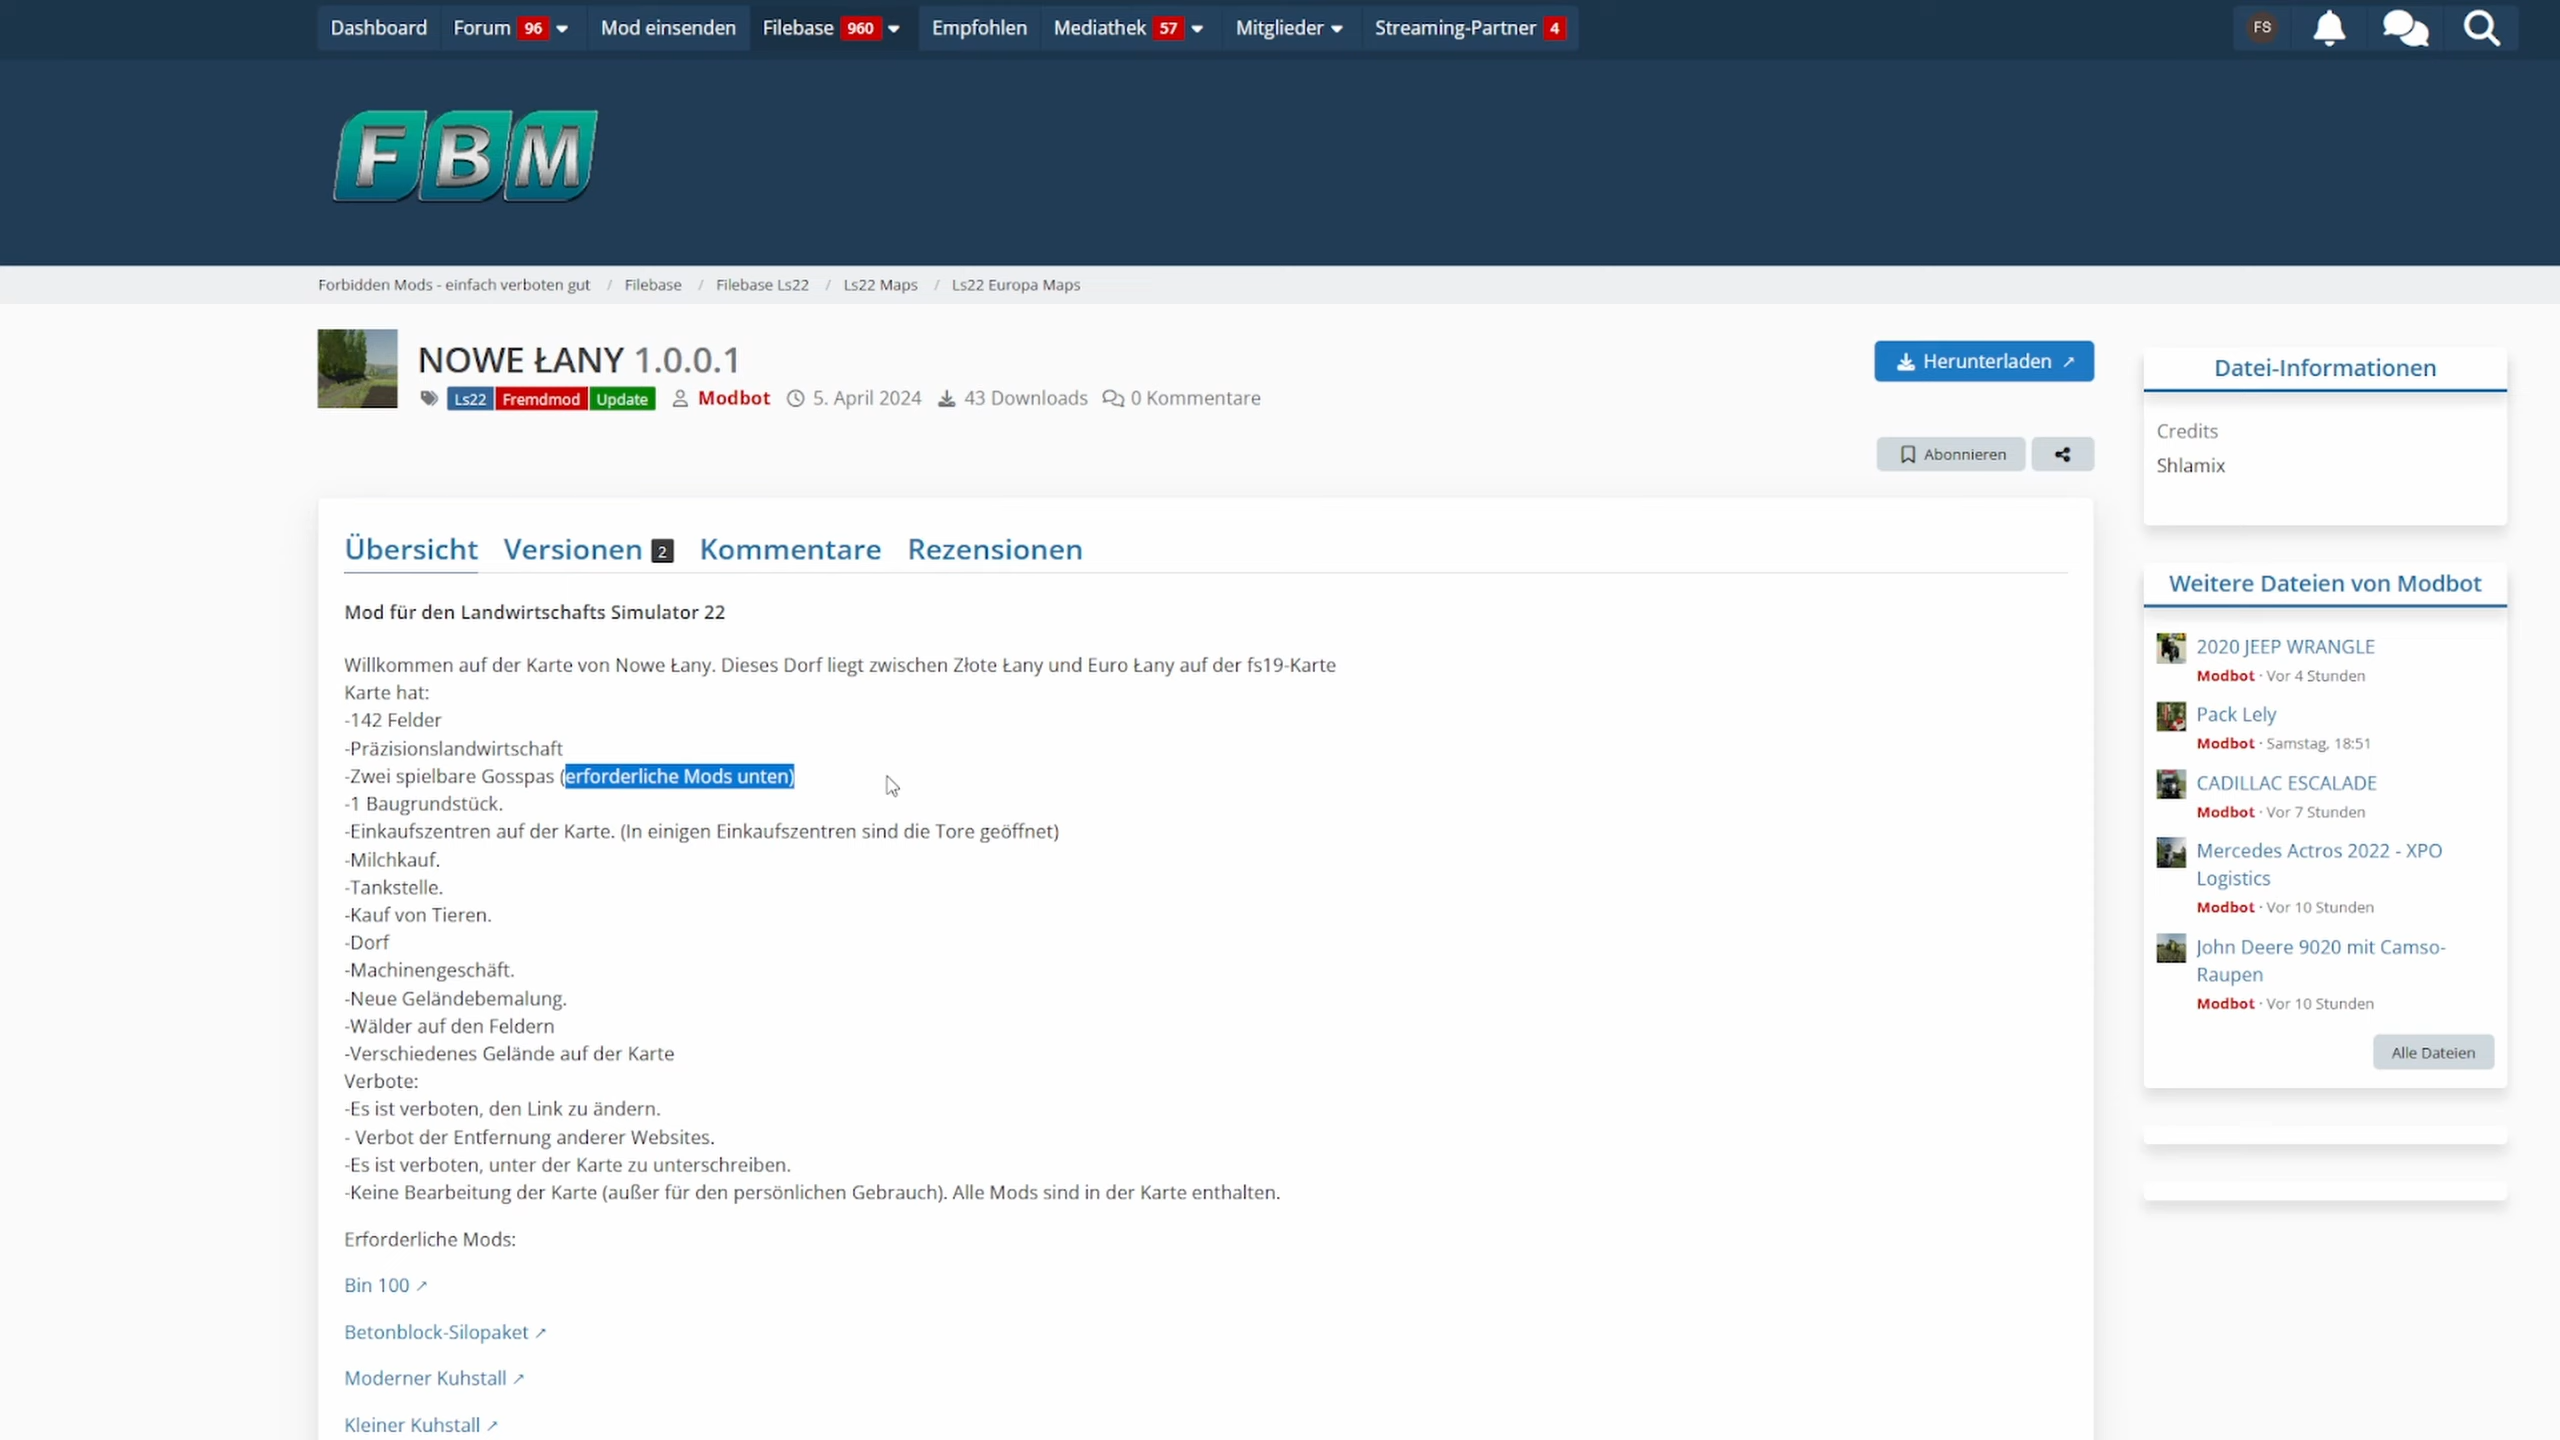 Dashboard Forum 96 Mod einsenden Filebase 960 Empfohlen Mediathek 57 Mitglieder Streaming-Partner 4 FS
FBM
Forbidden Mods - einfach verboten gut / Filebase / Filebase Ls22 / Ls22 Maps / Ls22 Europa Maps
NOWE ŁANY 1.0.0.1
Ls22 Fremdmod Update Modbot 5. April 2024 43 Downloads 0 Kommentare
Herunterladen
Abonnieren
Übersicht Versionen 2 Kommentare Rezensionen
Mod für den Landwirtschafts Simulator 22
Willkommen auf der Karte von Nowe Łany. Dieses Dorf liegt zwischen Złote Łany und Euro Łany auf der fs19-Karte
Karte hat:
-142 Felder
-Präzisionslandwirtschaft
-Zwei spielbare Gosspas (erforderliche Mods unten)
-1 Baugrundstück.
-Einkaufszentren auf der Karte. (In einigen Einkaufszentren sind die Tore geöffnet)
-Milchkauf.
-Tankstelle.
-Kauf von Tieren.
-Dorf
-Machinengeschäft.
-Neue Geländebemalung.
-Wälder auf den Feldern
-Verschiedenes Gelände auf der Karte
Verbote:
-Es ist verboten, den Link zu ändern.
- Verbot der Entfernung anderer Websites.
-Es ist verboten, unter der Karte zu unterschreiben.
-Keine Bearbeitung der Karte (außer für den persönlichen Gebrauch). Alle Mods sind in der Karte enthalten.
Erforderliche Mods:
Bin 100
Betonblock-Silopaket
Moderner Kuhstall
Kleiner Kuhstall
Datei-Informationen
Credits
Shlamix
Weitere Dateien von Modbot
2020 JEEP WRANGLE
Modbot · Vor 4 Stunden
Pack Lely
Modbot · Samstag, 18:51
CADILLAC ESCALADE
Modbot · Vor 7 Stunden
Mercedes Actros 2022 - XPO
Logistics
Modbot · Vor 10 Stunden
John Deere 9020 mit Camso-
Raupen
Modbot · Vor 10 Stunden
Alle Dateien